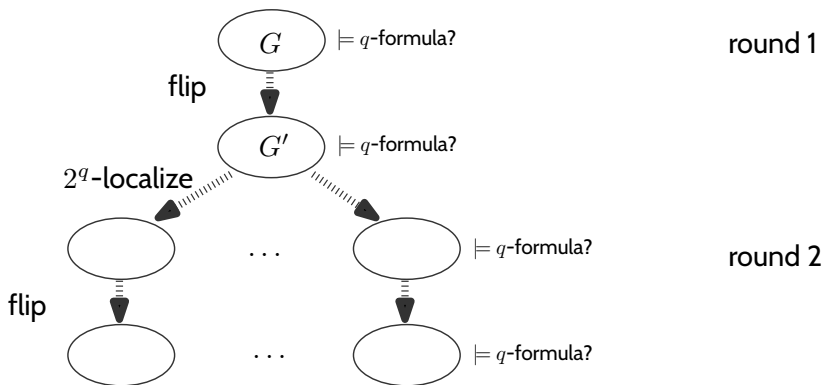 G ⊨ q-formula? round 1
flip
G′ ⊨ q-formula?
2^q-localize
... ⊨ q-formula? round 2
flip
... ⊨ q-formula?